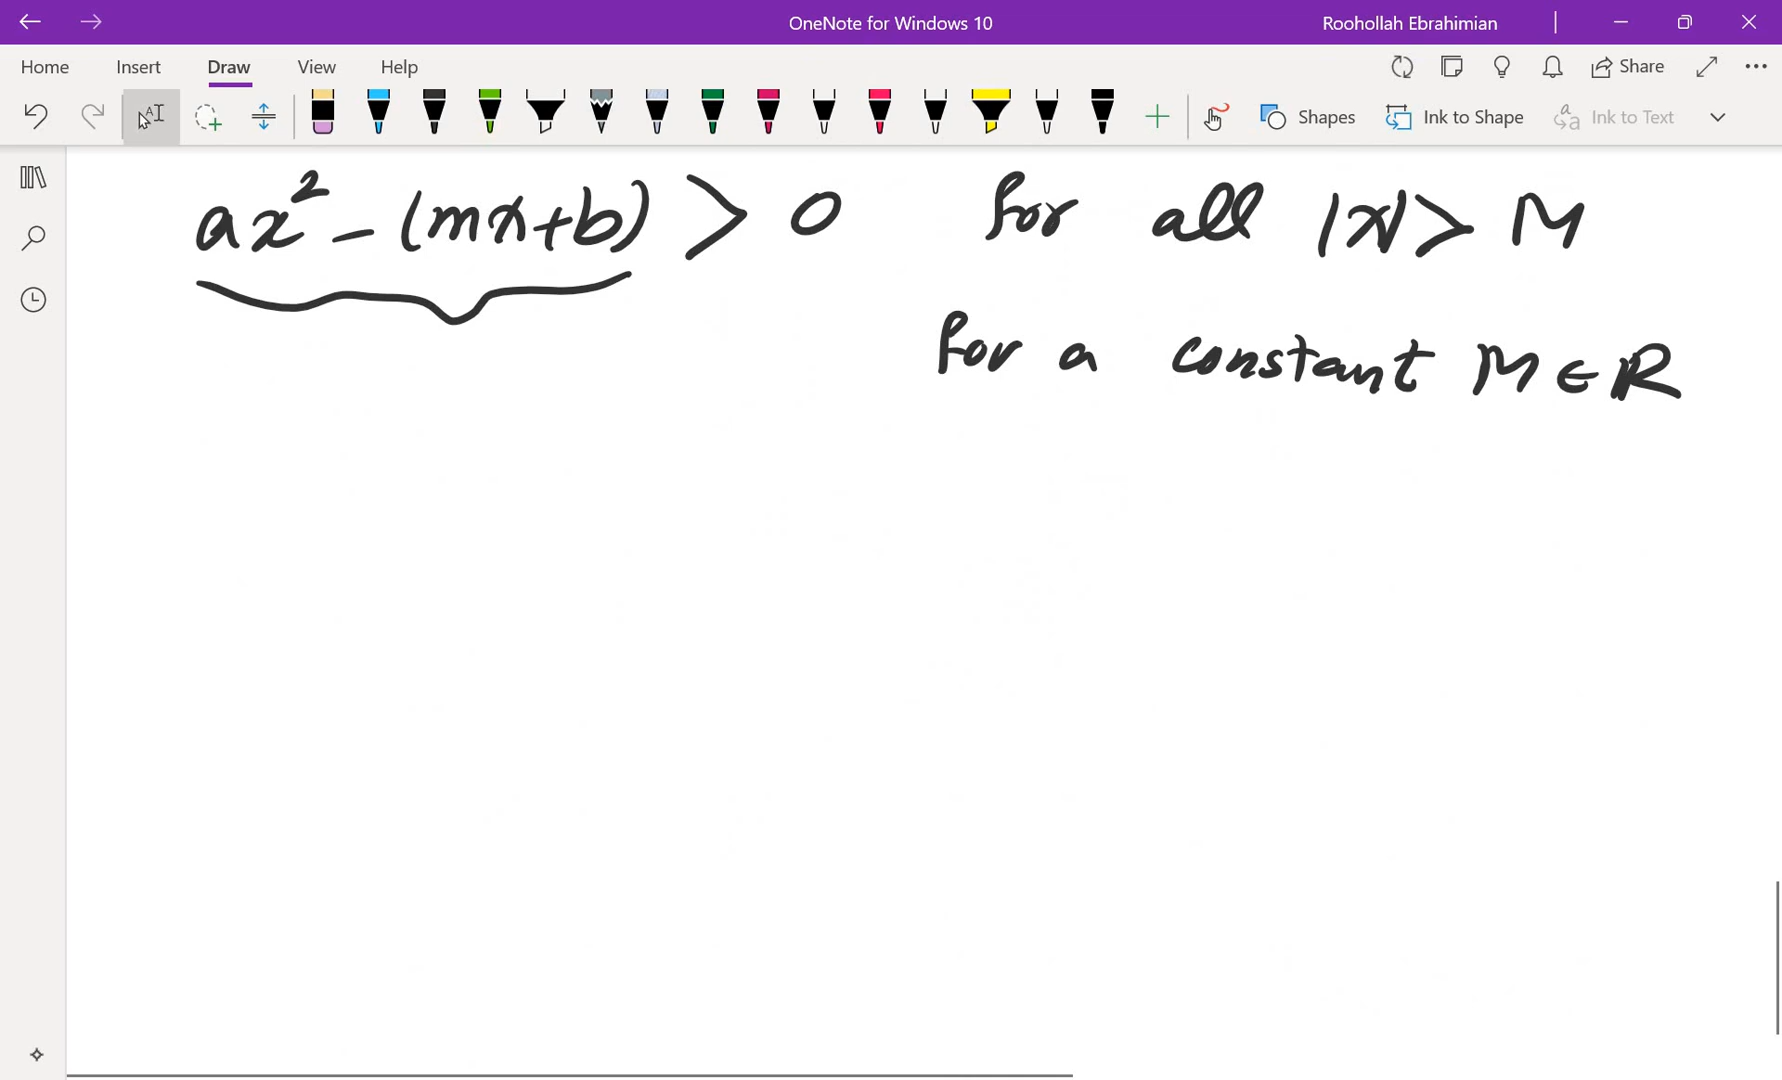 OneNote for Windows 10
Roohollah Ebrahimian
Home Insert Draw View Help
Share
Shapes Ink to Shape Ink to Text
ax² - (mx+b) > 0 for all |x| > M
for a constant M ∈ ℝ